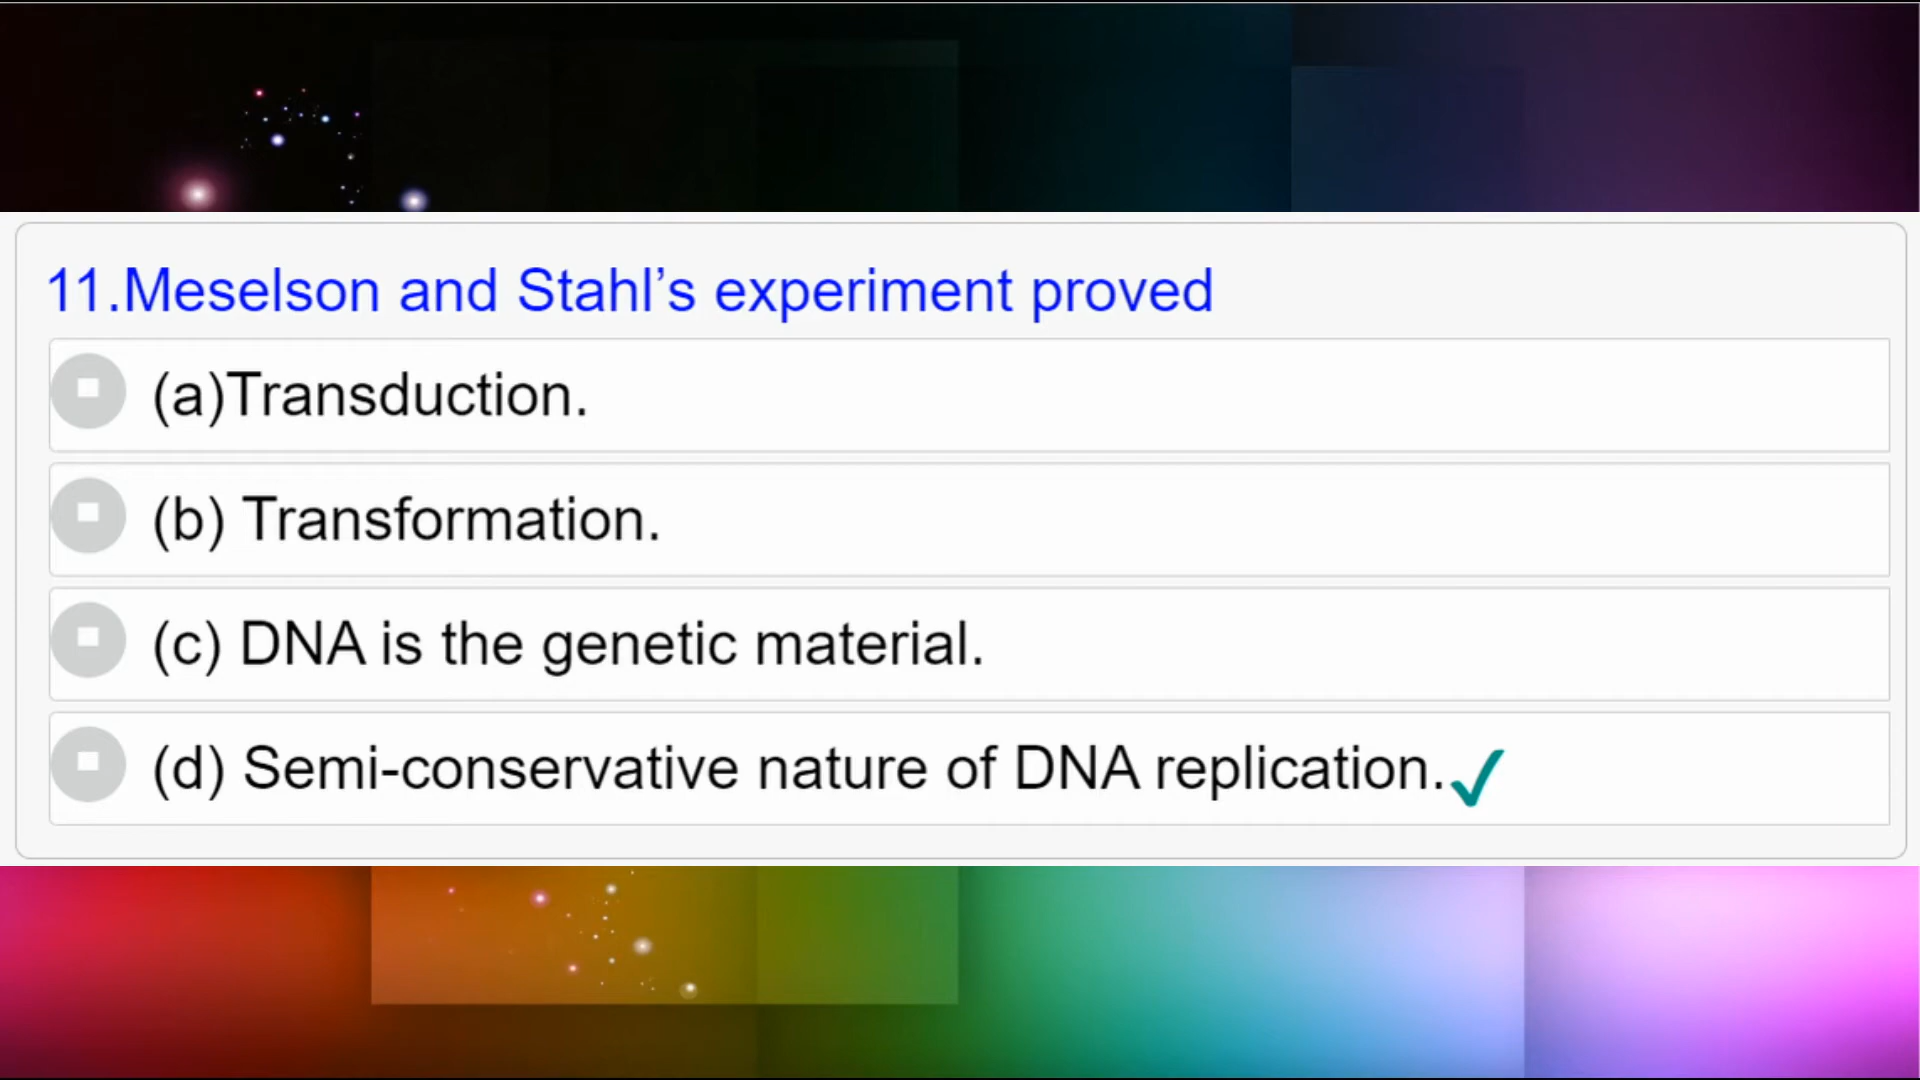 11.Meselson and Stahl’s experiment proved
(a)Transduction.
(b) Transformation.
(c) DNA is the genetic material.
(d) Semi-conservative nature of DNA replication.✓